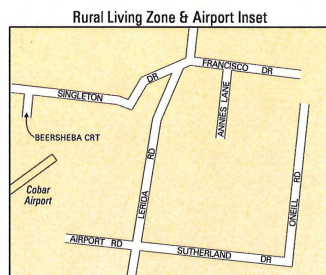 Rural Living Zone & Airport Inset
FRANCISCO DR
SINGLETON DR
ANNIES LANE
BEERSHEBA CRT
Cobar
Airport
LERIDA RD
ONEILL RD
AIRPORT RD
SUTHERLAND DR